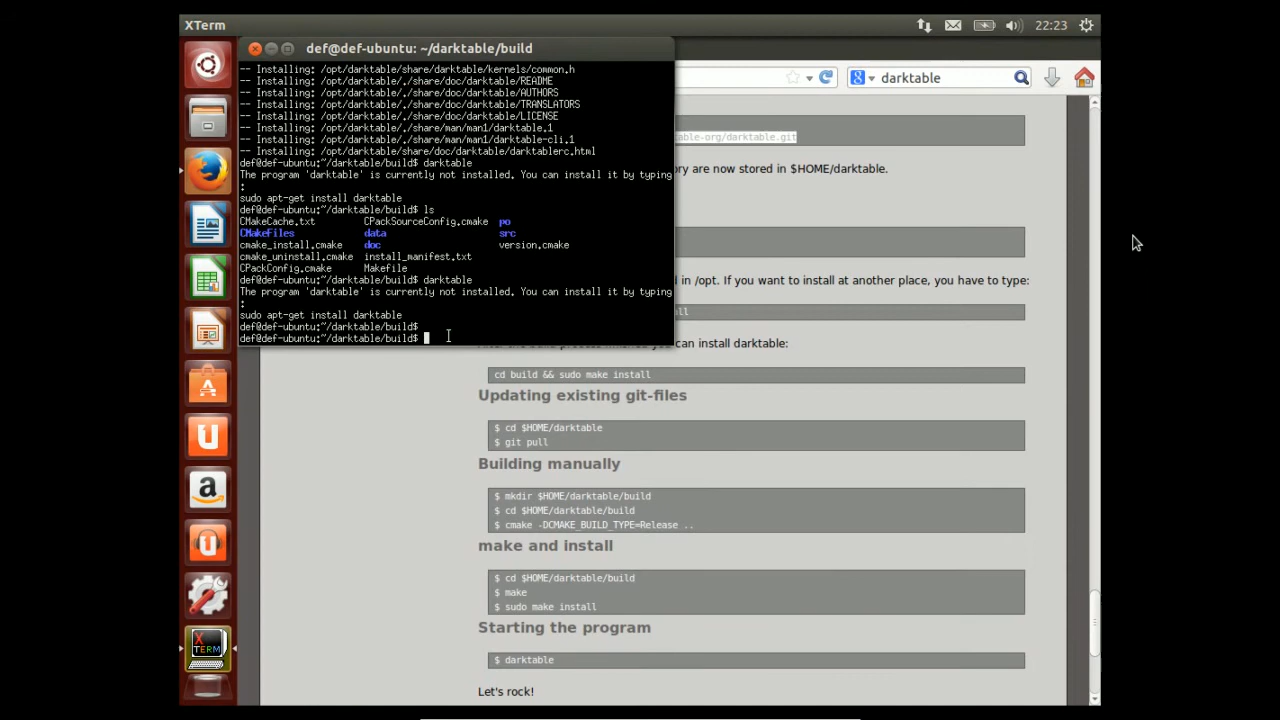 XTerm
22:23
def@def-ubuntu: ~/darktable/build
-- Installing: /opt/darktable/share/darktable/kernels/common.h
-- Installing: /opt/darktable/./share/doc/darktable/README
-- Installing: /opt/darktable/./share/doc/darktable/AUTHORS
-- Installing: /opt/darktable/./share/doc/darktable/TRANSLATORS
-- Installing: /opt/darktable/./share/doc/darktable/LICENSE
-- Installing: /opt/darktable/./share/man/man1/darktable.1
-- Installing: /opt/darktable/./share/man/man1/darktable-cli.1
-- Installing: /opt/darktable/share/doc/darktable/darktablerc.html
def@def-ubuntu:~/darktable/build$ darktable
The program 'darktable' is currently not installed. You can install it by typing
:
sudo apt-get install darktable
def@def-ubuntu:~/darktable/build$ ls
CMakeCache.txt CPackSourceConfig.cmake po
CMakeFiles data src
cmake_install.cmake doc version.cmake
cmake_uninstall.cmake install_manifest.txt
CPackConfig.cmake Makefile
def@def-ubuntu:~/darktable/build$ darktable
The program 'darktable' is currently not installed. You can install it by typing
:
sudo apt-get install darktable
def@def-ubuntu:~/darktable/build$
def@def-ubuntu:~/darktable/build$
darktable
table-org/darktable.git
ory are now stored in $HOME/darktable.
d in /opt. If you want to install at another place, you have to type:
all
After the build process finished you can install darktable:
cd build && sudo make install
Updating existing git-files
$ cd $HOME/darktable
$ git pull
Building manually
$ mkdir $HOME/darktable/build
$ cd $HOME/darktable/build
$ cmake -DCMAKE_BUILD_TYPE=Release ..
make and install
$ cd $HOME/darktable/build
$ make
$ sudo make install
Starting the program
$ darktable
Let's rock!
XTERM